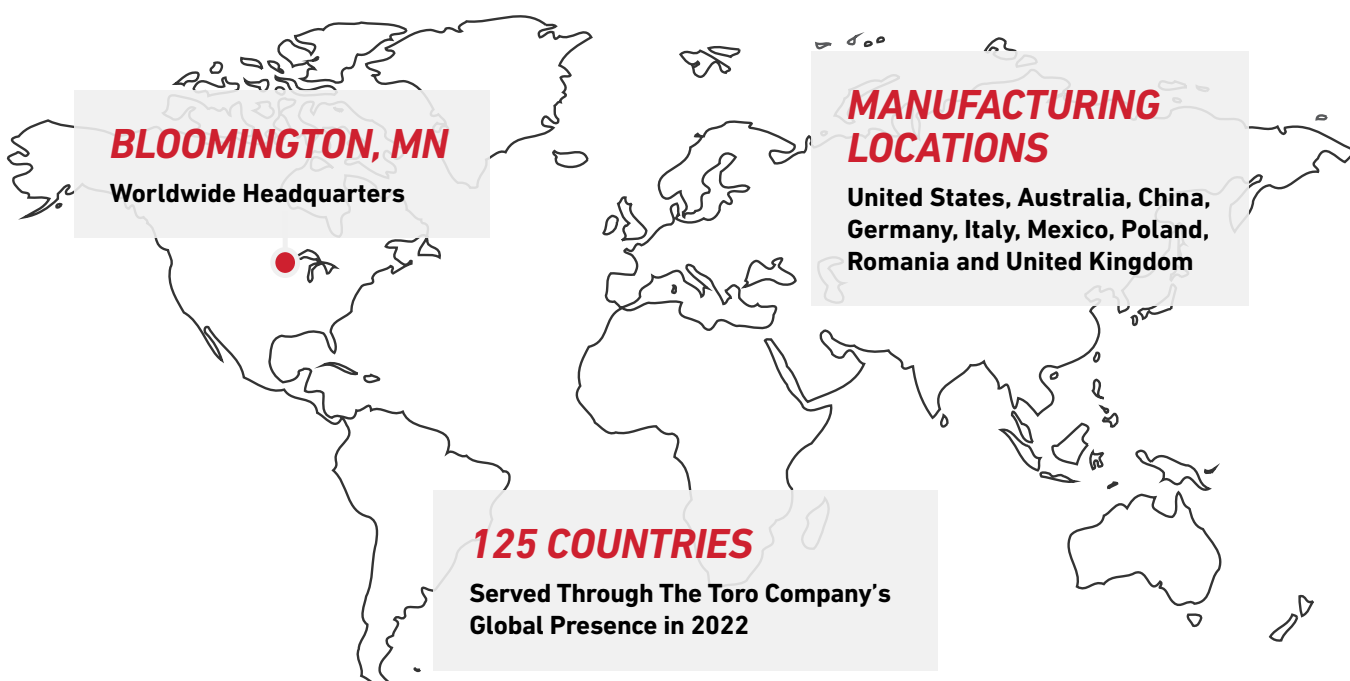 BLOOMINGTON, MN
Worldwide Headquarters
MANUFACTURING
LOCATIONS
United States, Australia, China,
Germany, Italy, Mexico, Poland,
Romania and United Kingdom
125 COUNTRIES
Served Through The Toro Company’s
Global Presence in 2022